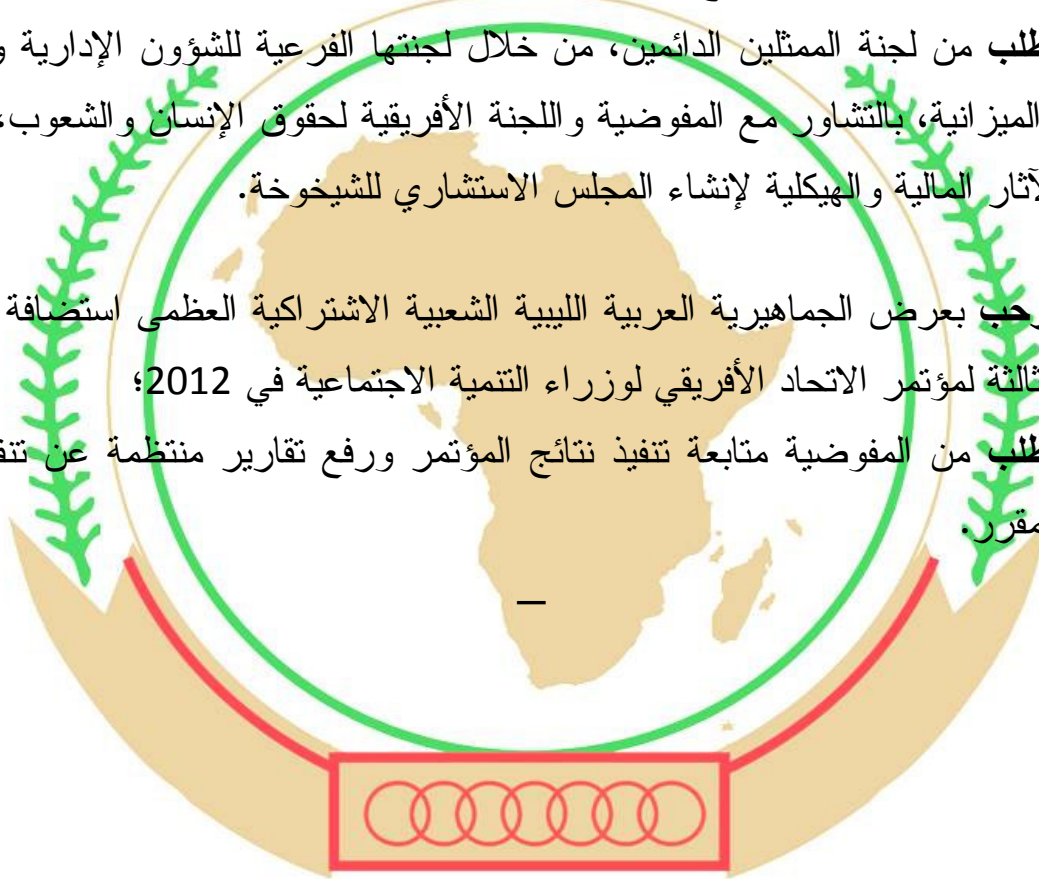 طلب من لجنة الممثلين الدائمين، من خلال لجنتها الفرعية للشؤون الإدارية و
الميزانية، بالتشاور مع المفوضية واللجنة الأفريقية لحقوق الإنسان والشعوب،
لآثار المالية والهيكلية لإنشاء المجلس الاستشاري للشيخوخة.
رحب بعرض الجماهيرية العربية الليبية الشعبية الاشتراكية العظمى استضافة
ثالثة لمؤتمر الاتحاد الأفريقي لوزراء التنمية الاجتماعية في 2012؛
طلب من المفوضية متابعة تنفيذ نتائج المؤتمر ورفع تقارير منتظمة عن تنف
مقرر.